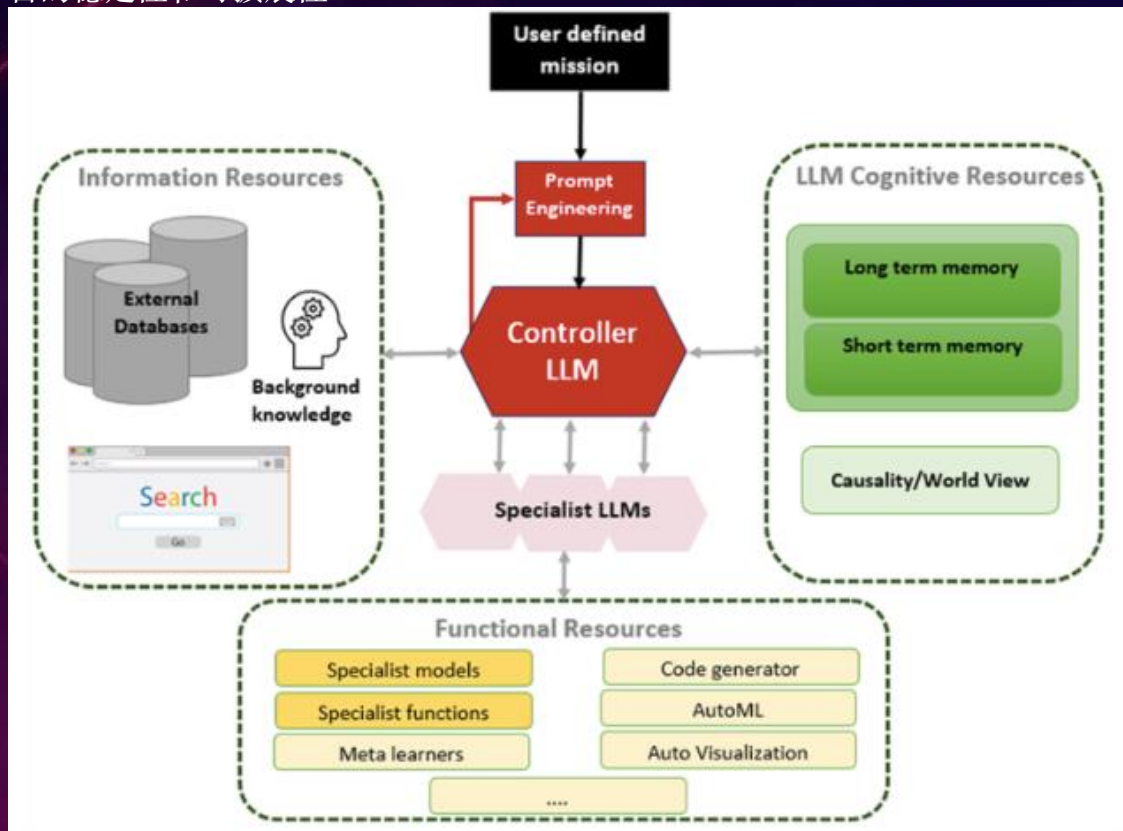 User defined
mission
Prompt
Engineering
Information Resources
LLM Cognitive Resources
External
Databases
Background
knowledge
Search
Go
Controller
LLM
Long term memory
Short term memory
Causality/World View
Specialist LLMs
Functional Resources
Specialist models
Code generator
Specialist functions
AutoML
Meta learners
Auto Visualization
....